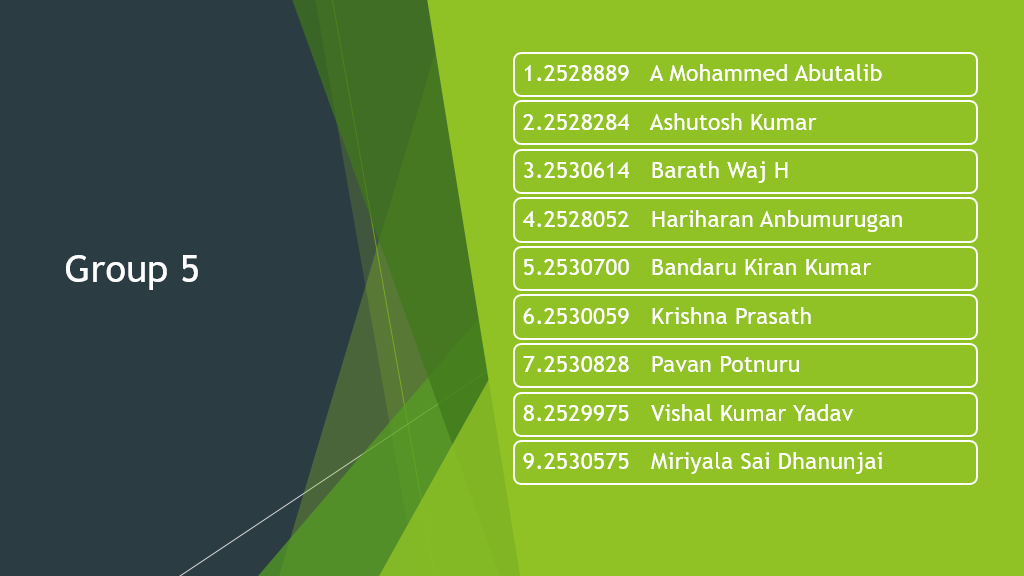 Group 5
1.2528889 A Mohammed Abutalib
2.2528284 Ashutosh Kumar
3.2530614 Barath Waj H
4.2528052 Hariharan Anbumurugan
5.2530700 Bandaru Kiran Kumar
6.2530059 Krishna Prasath
7.2530828 Pavan Potnuru
8.2529975 Vishal Kumar Yadav
9.2530575 Miriyala Sai Dhanunjai